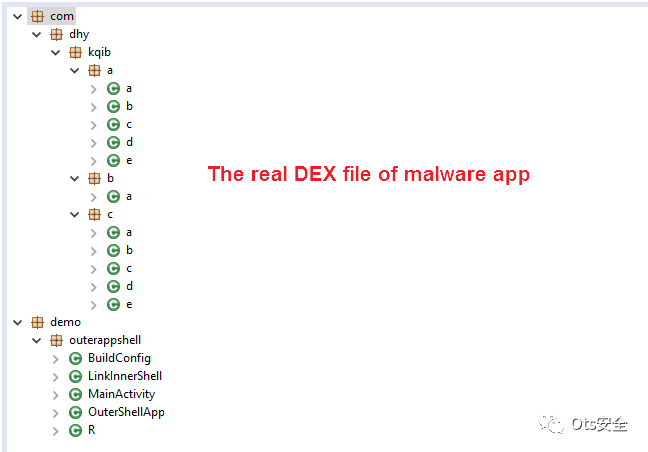 com
dhy
kqib
a
a
b
c
d
e
b
a
c
a
b
c
d
e
The real DEX file of malware app
demo
outerappshell
BuildConfig
LinkInnerShell
MainActivity
OuterShellApp
R
Ots安全